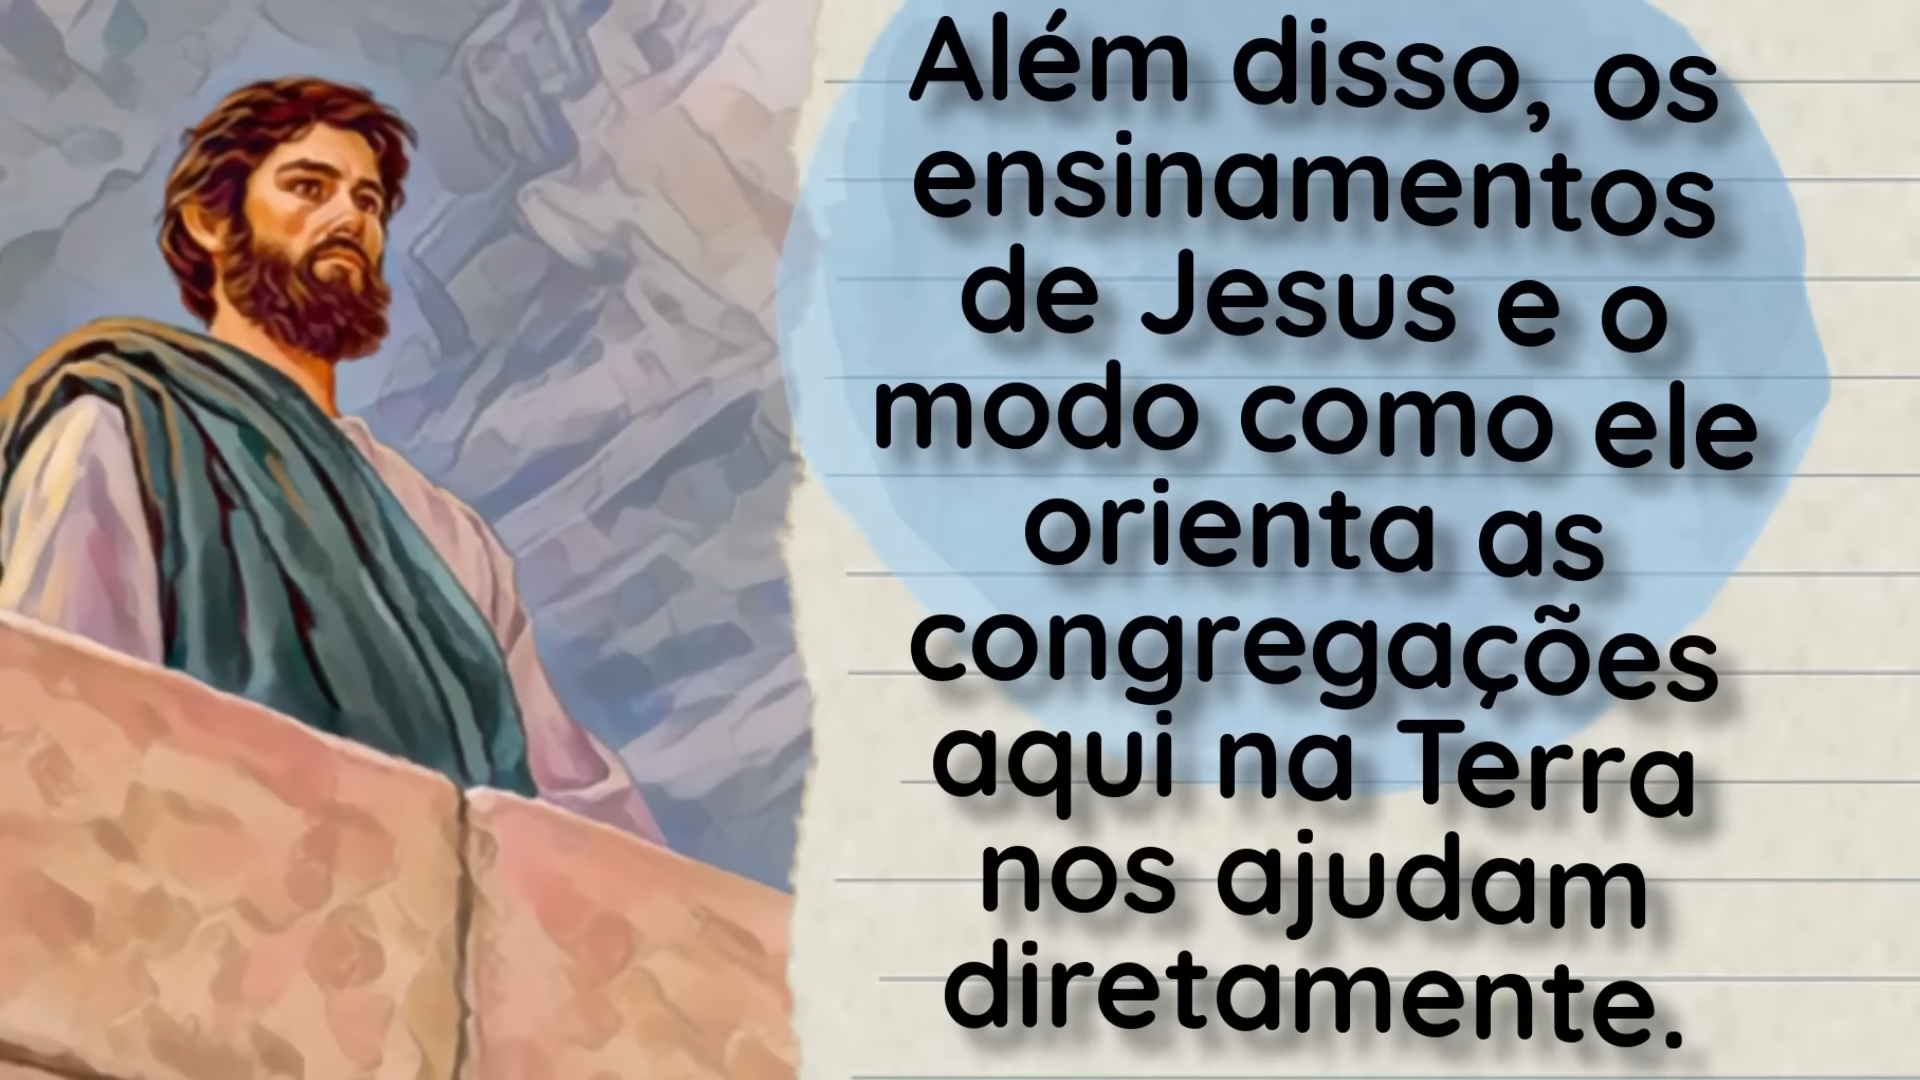 Além disso, os
ensinamentos
de Jesus e o
modo como ele
orienta as
congregações
aqui na Terra
nos ajudam
diretamente.